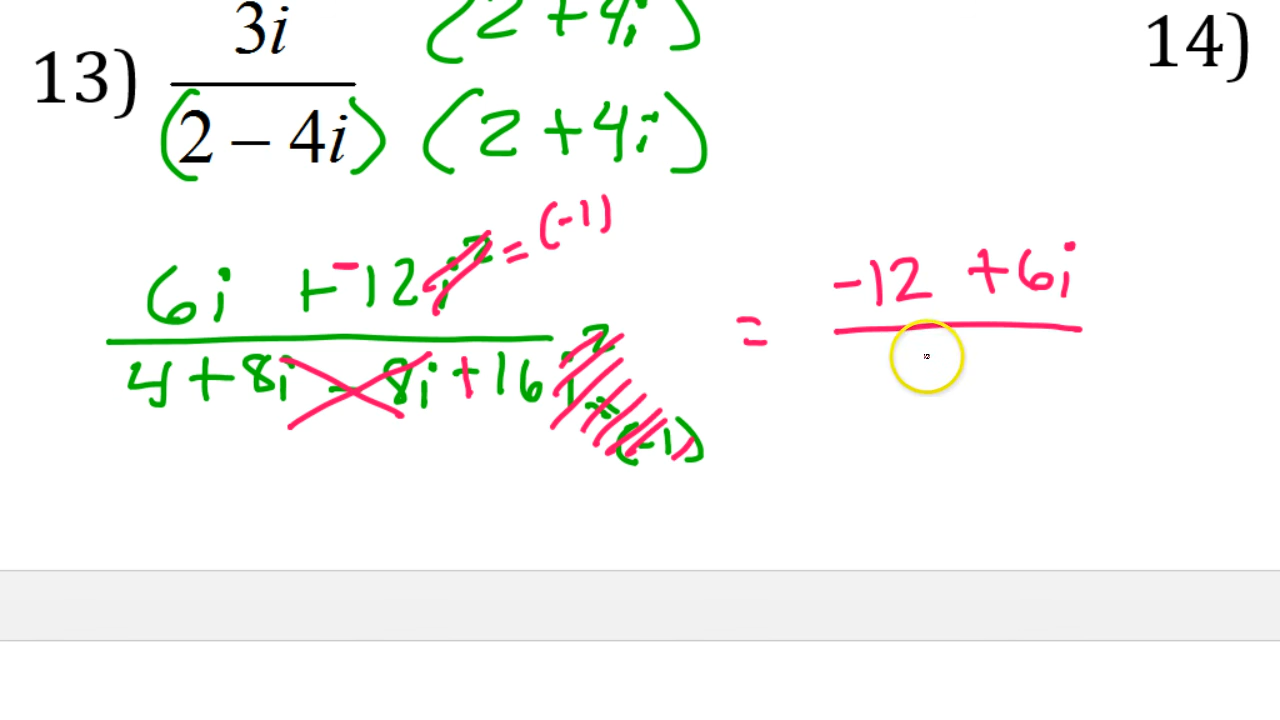 3i (2 + 4i)
13) 14)
(2 – 4i) (2 + 4i)
6i + -12i² = (-1)
= -12 + 6i
4 + 8i - 8i + 16i² = (-1)